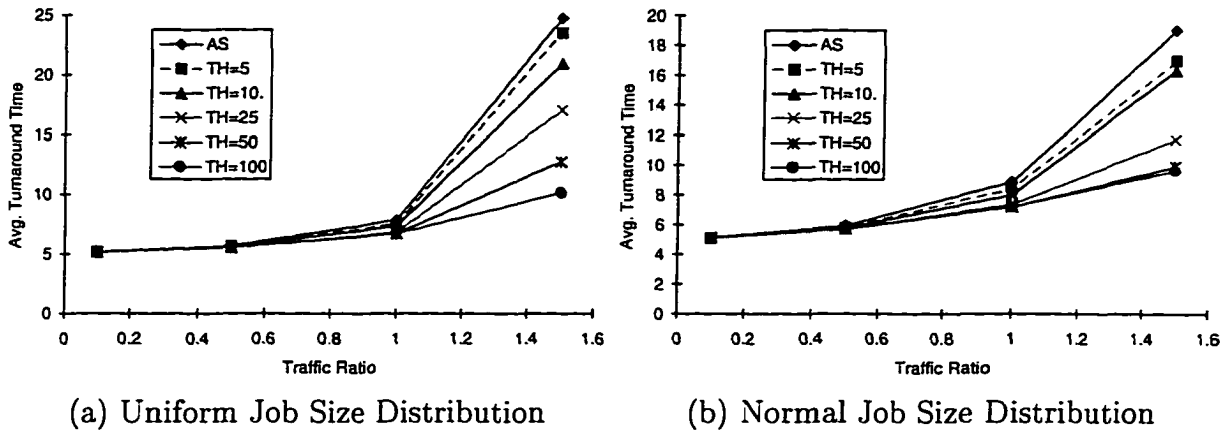 25
20
15
10
5
0
Avg. Turnaround Time
AS
TH=5
TH=10.
TH=25
TH=50
TH=100
0 0.2 0.4 0.6 0.8 1 1.2 1.4 1.6
Traffic Ratio
(a) Uniform Job Size Distribution
20
18
16
14
12
10
8
6
4
2
0
Avg. Turnaround Time
AS
TH=5
TH=10.
TH=25
TH=50
TH=100
0 0.2 0.4 0.6 0.8 1 1.2 1.4 1.6
Traffic Ratio
(b) Normal Job Size Distribution